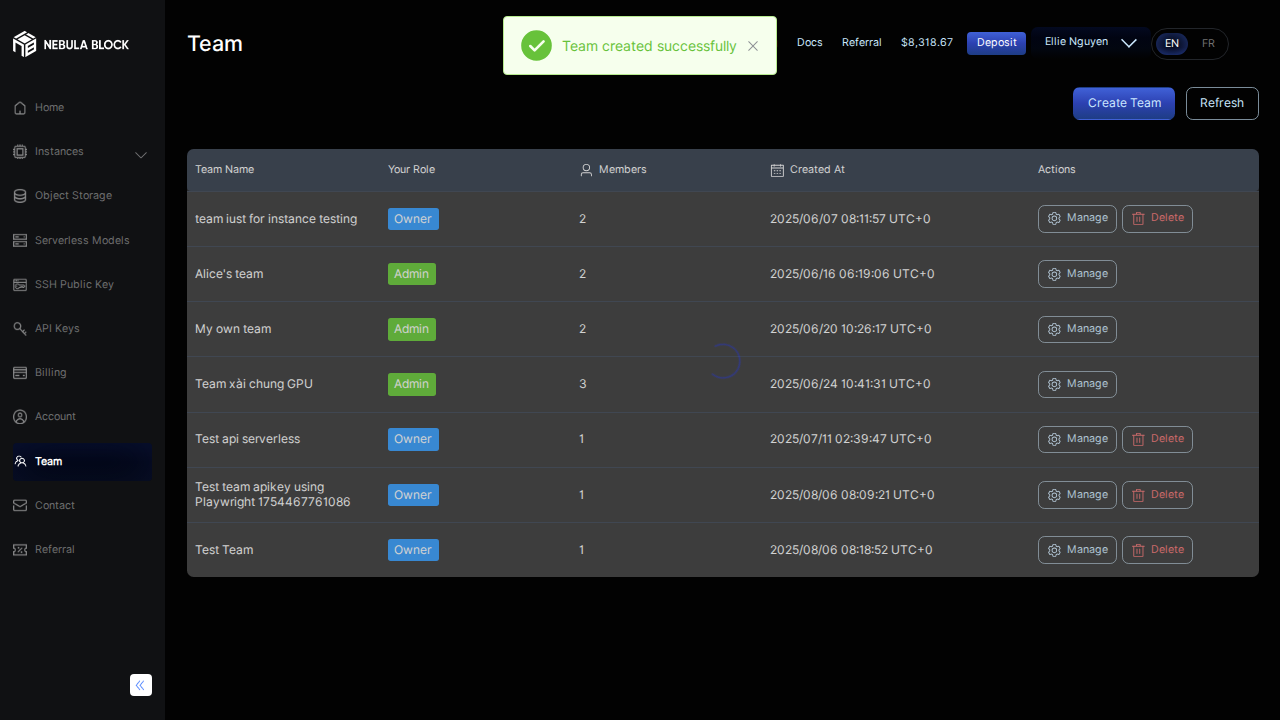 NEBULA BLOCK
Home
Instances
Object Storage
Serverless Models
SSH Public Key
API Keys
Billing
Account
Team
Contact
Referral
Team
Team created successfully
Docs
Referral
$8,318.67
Deposit
Ellie Nguyen
EN
FR
Create Team
Refresh
Team Name Your Role Members Created At Actions
team iust for instance testing Owner 2 2025/06/07 08:11:57 UTC+0 Manage Delete
Alice's team Admin 2 2025/06/16 06:19:06 UTC+0 Manage
My own team Admin 2 2025/06/20 10:26:17 UTC+0 Manage
Team xài chung GPU Admin 3 2025/06/24 10:41:31 UTC+0 Manage
Test api serverless Owner 1 2025/07/11 02:39:47 UTC+0 Manage Delete
Test team apikey using
Playwright 1754467761086 Owner 1 2025/08/06 08:09:21 UTC+0 Manage Delete
Test Team Owner 1 2025/08/06 08:18:52 UTC+0 Manage Delete